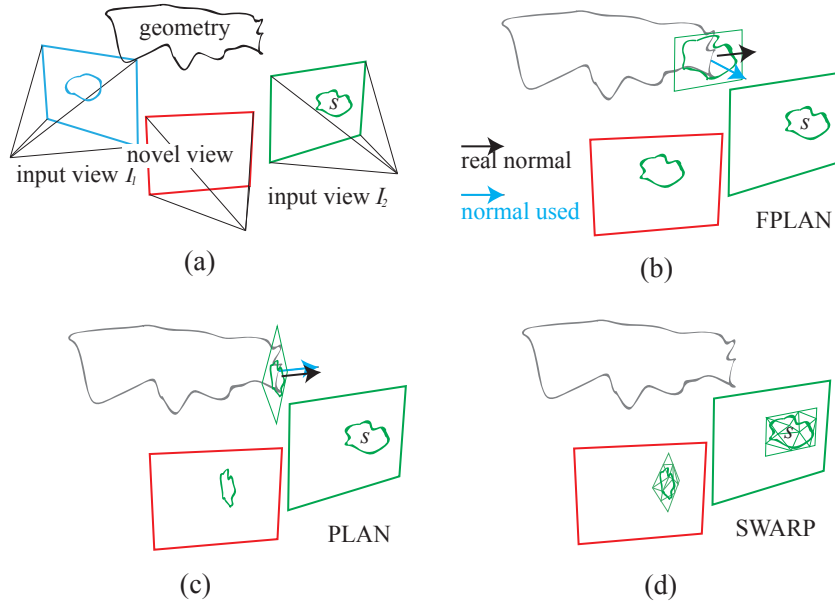 geometry
S
novel view
input view I₁
input view I₂
(a)
S
real normal
normal used
FPLAN
(b)
S
PLAN
(c)
S
SWARP
(d)